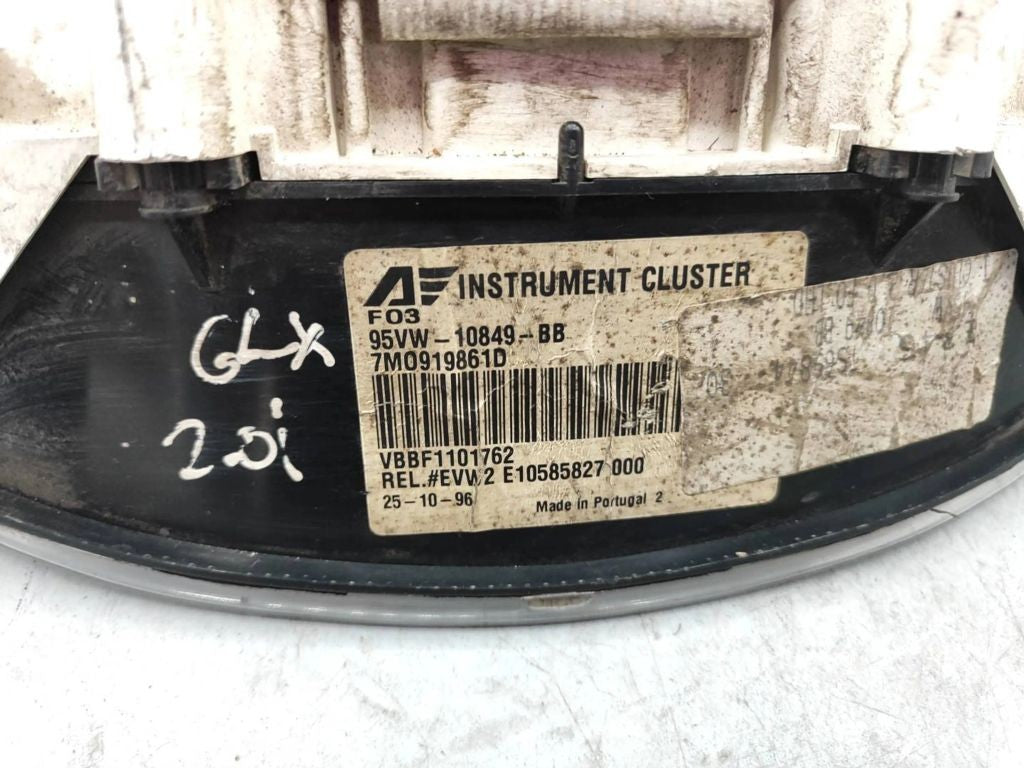 AF INSTRUMENT CLUSTER
F03
95VW-10849-BB
7M0919861D
VBBF1101762
REL.#EVW2 E10585827 000
25-10-96 Made in Portugal 2
GLX
2.0i